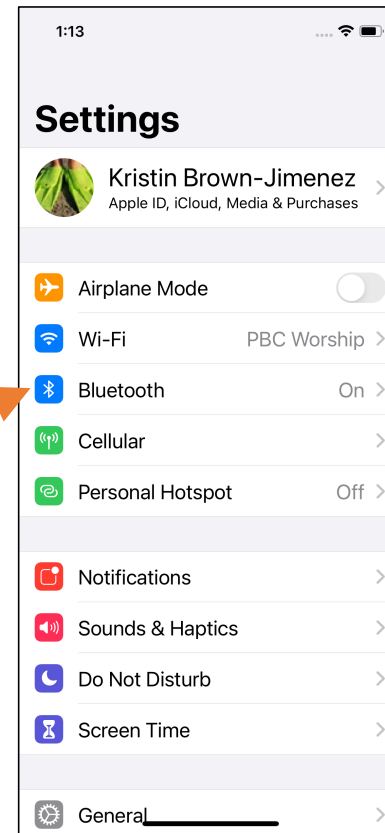 1:13
Settings
Kristin Brown-Jimenez
Apple ID, iCloud, Media & Purchases
Airplane Mode
Wi-Fi PBC Worship
Bluetooth On
Cellular
Personal Hotspot Off
Notifications
Sounds & Haptics
Do Not Disturb
Screen Time
General